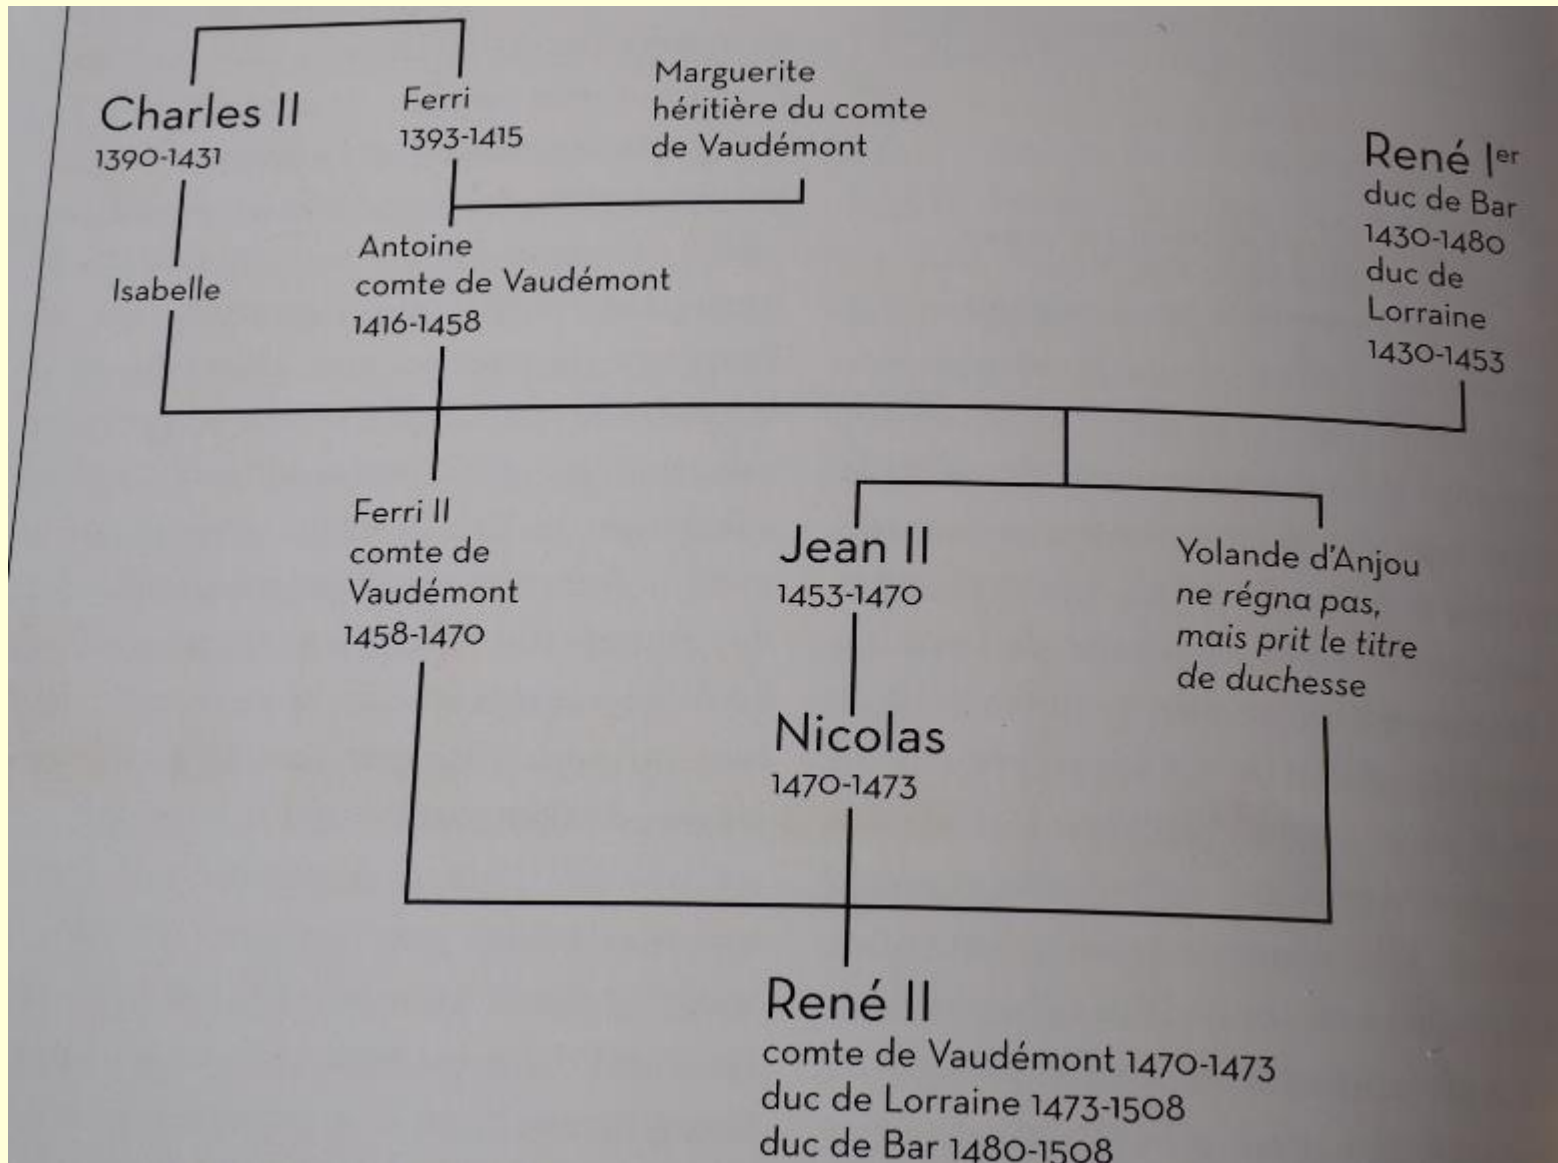 Charles II
1390-1431
Ferri
1393-1415
Marguerite
héritière du comte
de Vaudémont
René Ier
duc de Bar
1430-1480
duc de
Lorraine
1430-1453
Isabelle
Antoine
comte de Vaudémont
1416-1458
Ferri II
comte de
Vaudémont
1458-1470
Jean II
1453-1470
Yolande d'Anjou
ne régna pas,
mais prit le titre
de duchesse
Nicolas
1470-1473
René II
comte de Vaudémont 1470-1473
duc de Lorraine 1473-1508
duc de Bar 1480-1508